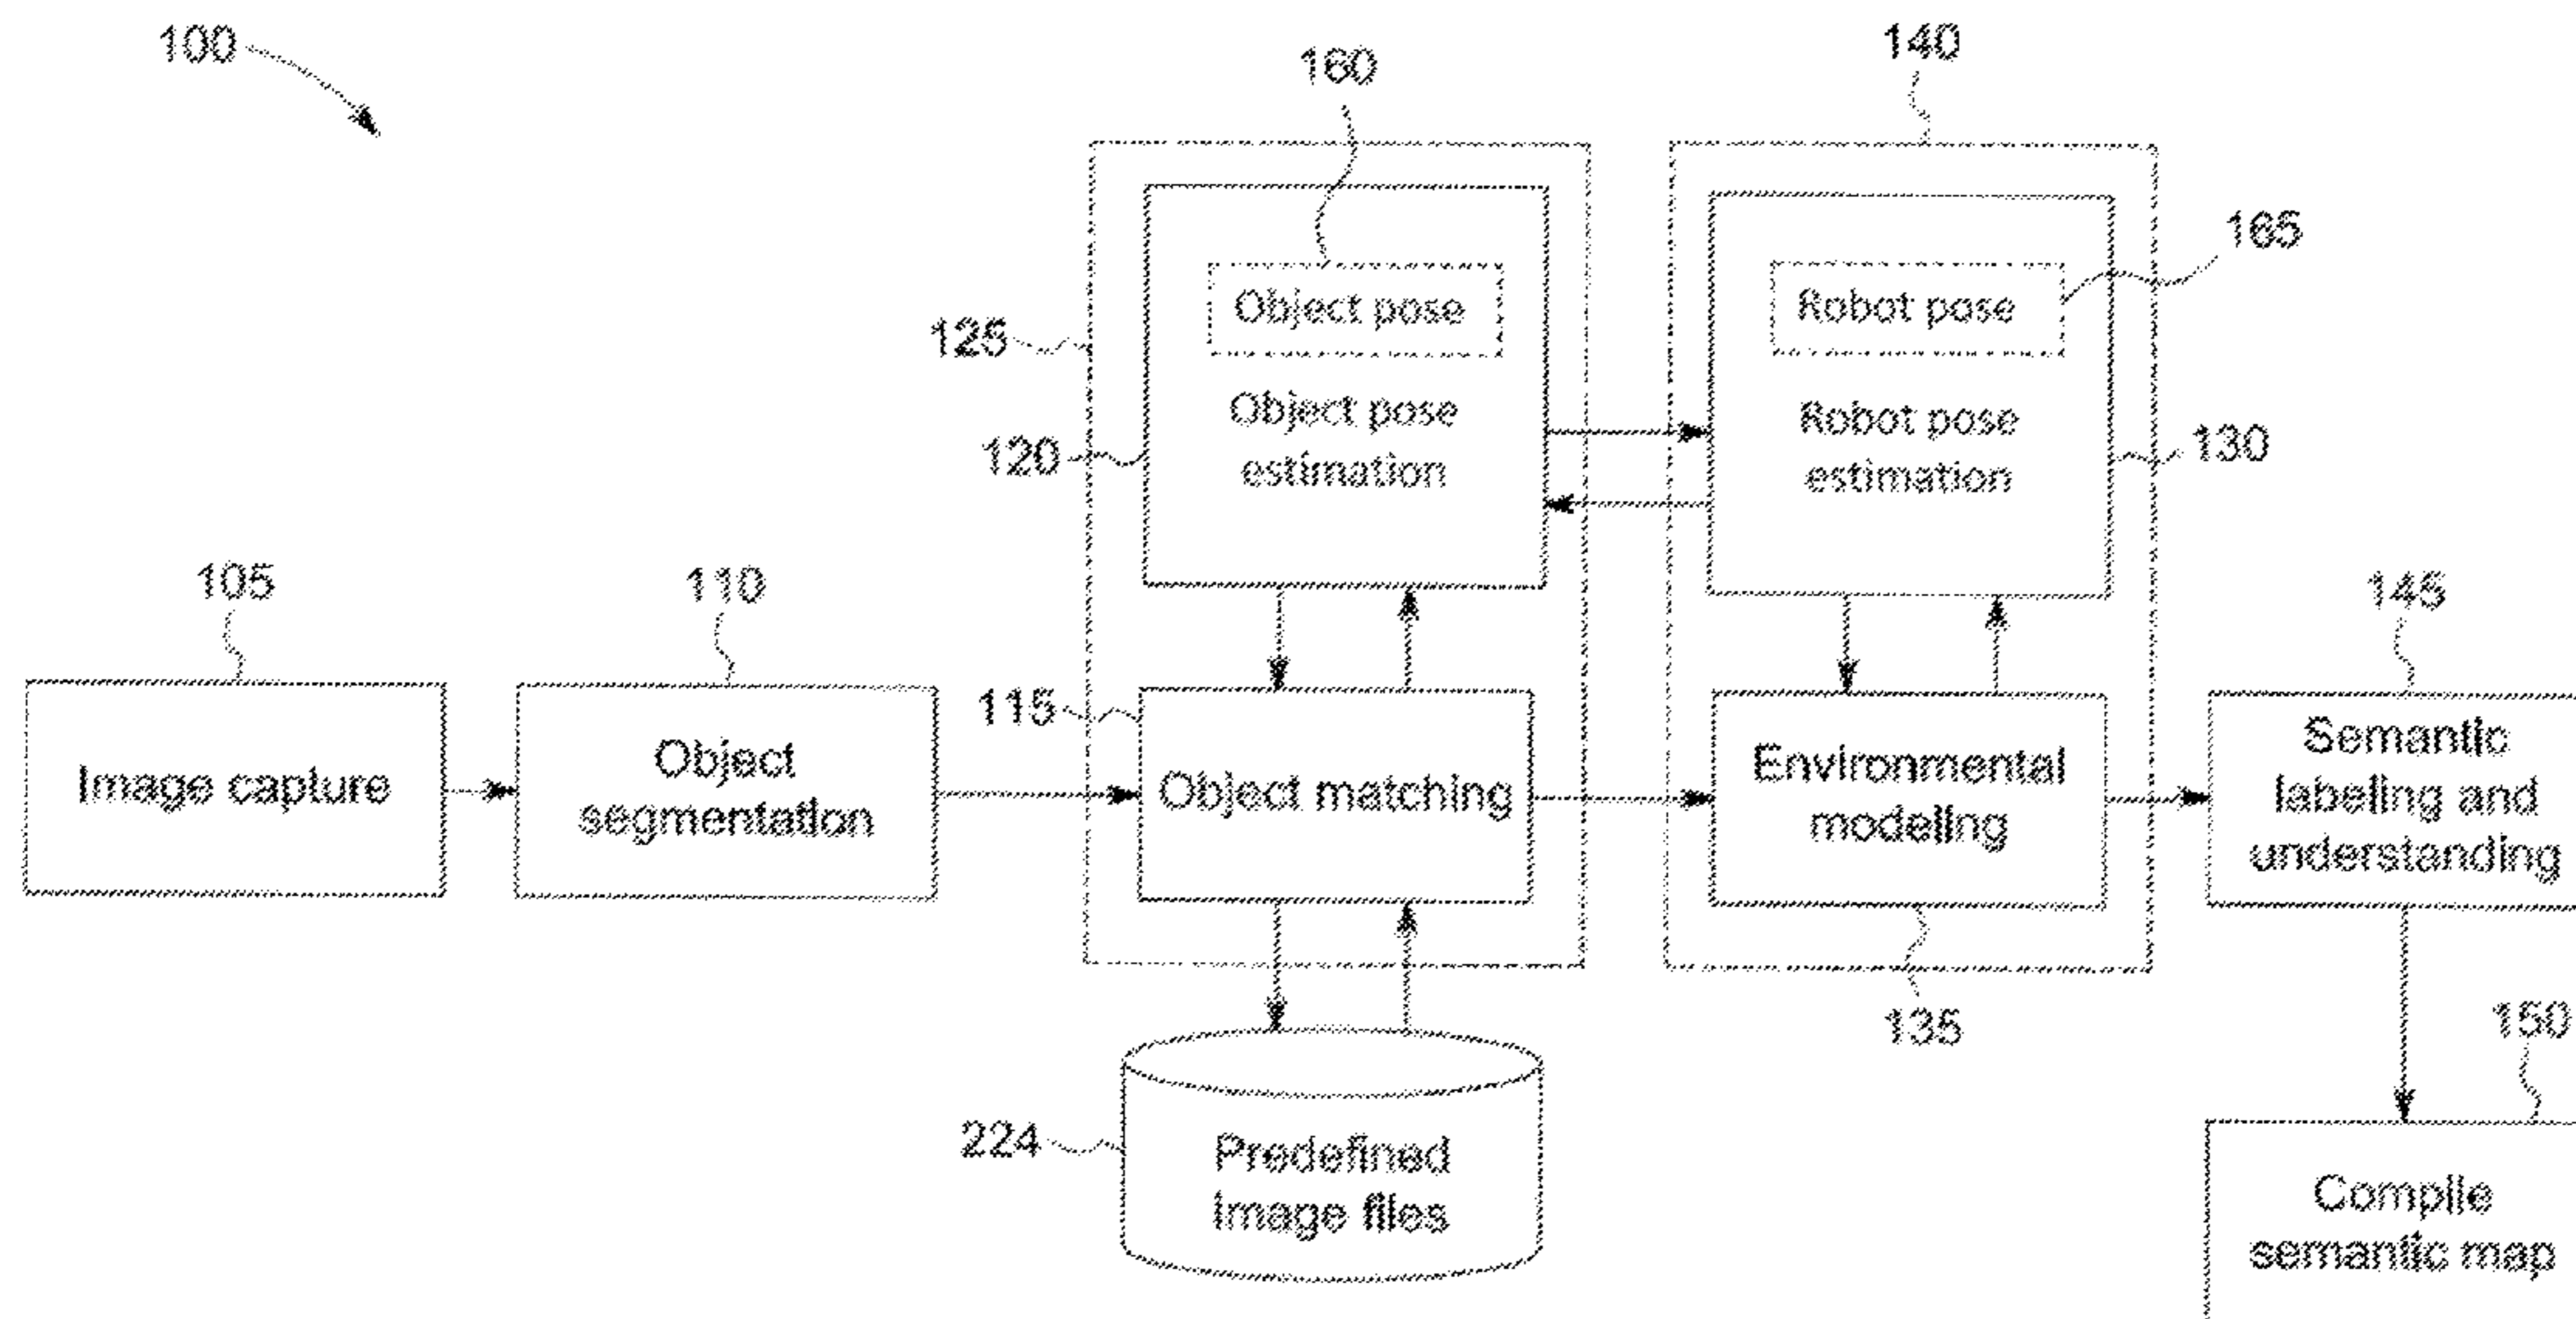 100
160
140
165
Object pose
Robot pose
125
Object pose
estimation
Robot pose
estimation
120
130
105
110
145
115
Image capture
Object
segmentation
Object matching
Environmental
modeling
Semantic
labeling and
understanding
135
150
224
Predefined
image files
Compile
semantic map